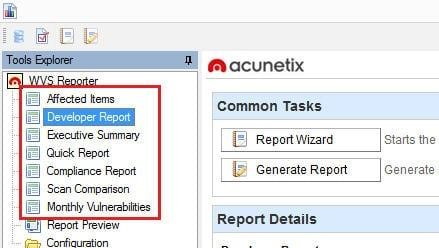 Tools Explorer
WVS Reporter
Affected Items
Developer Report
Executive Summary
Quick Report
Compliance Report
Scan Comparison
Monthly Vulnerabilities
Report Preview
Configuration
acunetix
Common Tasks
Report Wizard Starts the
Generate Report Generate
Report Details